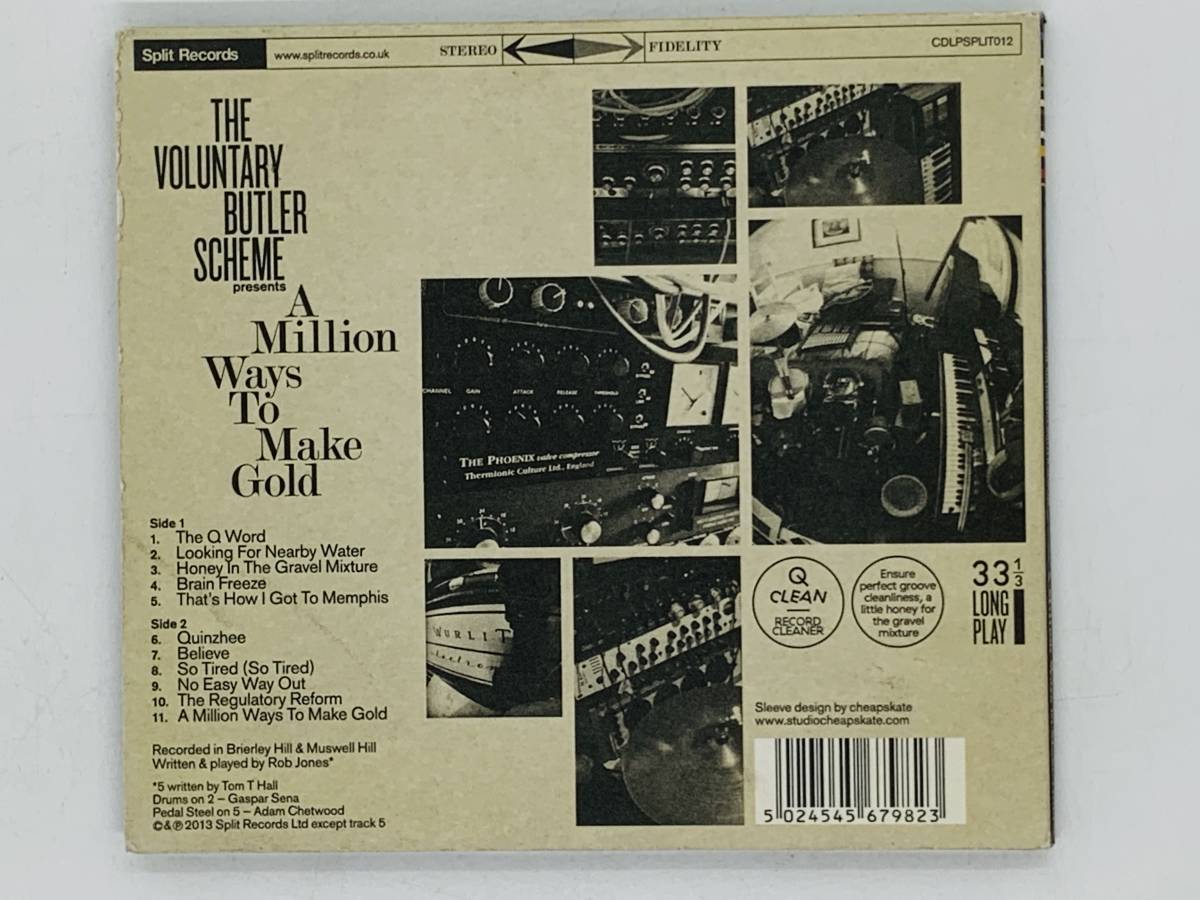 Split Records
www.splitrecords.co.uk
STEREO
FIDELITY
CDLPSPLIT012
THE
VOLUNTARY
BUTLER
SCHEME
presents
A
Million
Ways
To
Make
Gold
Side 1
1. The Q Word
2. Looking For Nearby Water
3. Honey In The Gravel Mixture
4. Brain Freeze
5. That's How I Got To Memphis
Side 2
6. Quinzhee
7. Believe
8. So Tired (So Tired)
9. No Easy Way Out
10. The Regulatory Reform
11. A Million Ways To Make Gold
Recorded in Brierley Hill & Muswell Hill
Written & played by Rob Jones*
*5 written by Tom T Hall
Drums on 2 – Gaspar Sena
Pedal Steel on 5 – Adam Chetwood
©&℗ 2013 Split Records Ltd except track 5
CHANNEL GAIN ATTACK RELEASE THRESHOLD
THE PHOENIX valve compressor
Thermionic Culture Ltd., England
WURLIT
Q
CLEAN
RECORD
CLEANER
Ensure
perfect groove
cleanliness, a
little honey for
the gravel
mixture
33 1/3
LONG
PLAY
Sleeve design by cheapskate
www.studiocheapskate.com
5 024545 679823